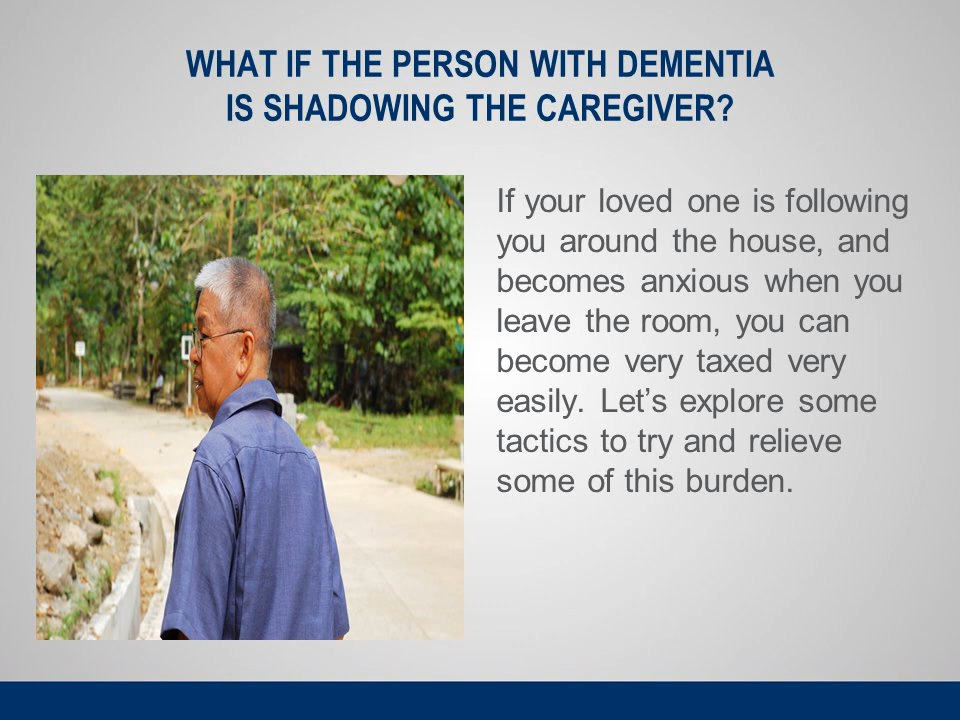 WHAT IF THE PERSON WITH DEMENTIA
IS SHADOWING THE CAREGIVER?
If your loved one is following
you around the house, and
becomes anxious when you
leave the room, you can
become very taxed very
easily. Let’s explore some
tactics to try and relieve
some of this burden.